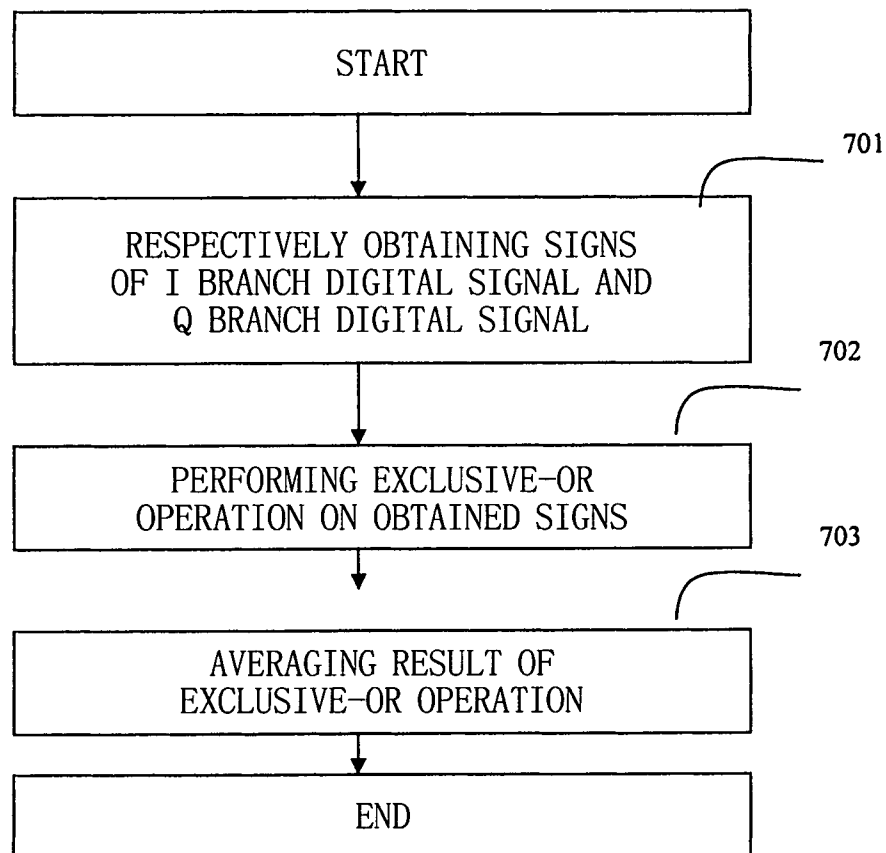 START
701
RESPECTIVELY OBTAINING SIGNS
OF I BRANCH DIGITAL SIGNAL AND
Q BRANCH DIGITAL SIGNAL
702
PERFORMING EXCLUSIVE-OR
OPERATION ON OBTAINED SIGNS
703
AVERAGING RESULT OF
EXCLUSIVE-OR OPERATION
END